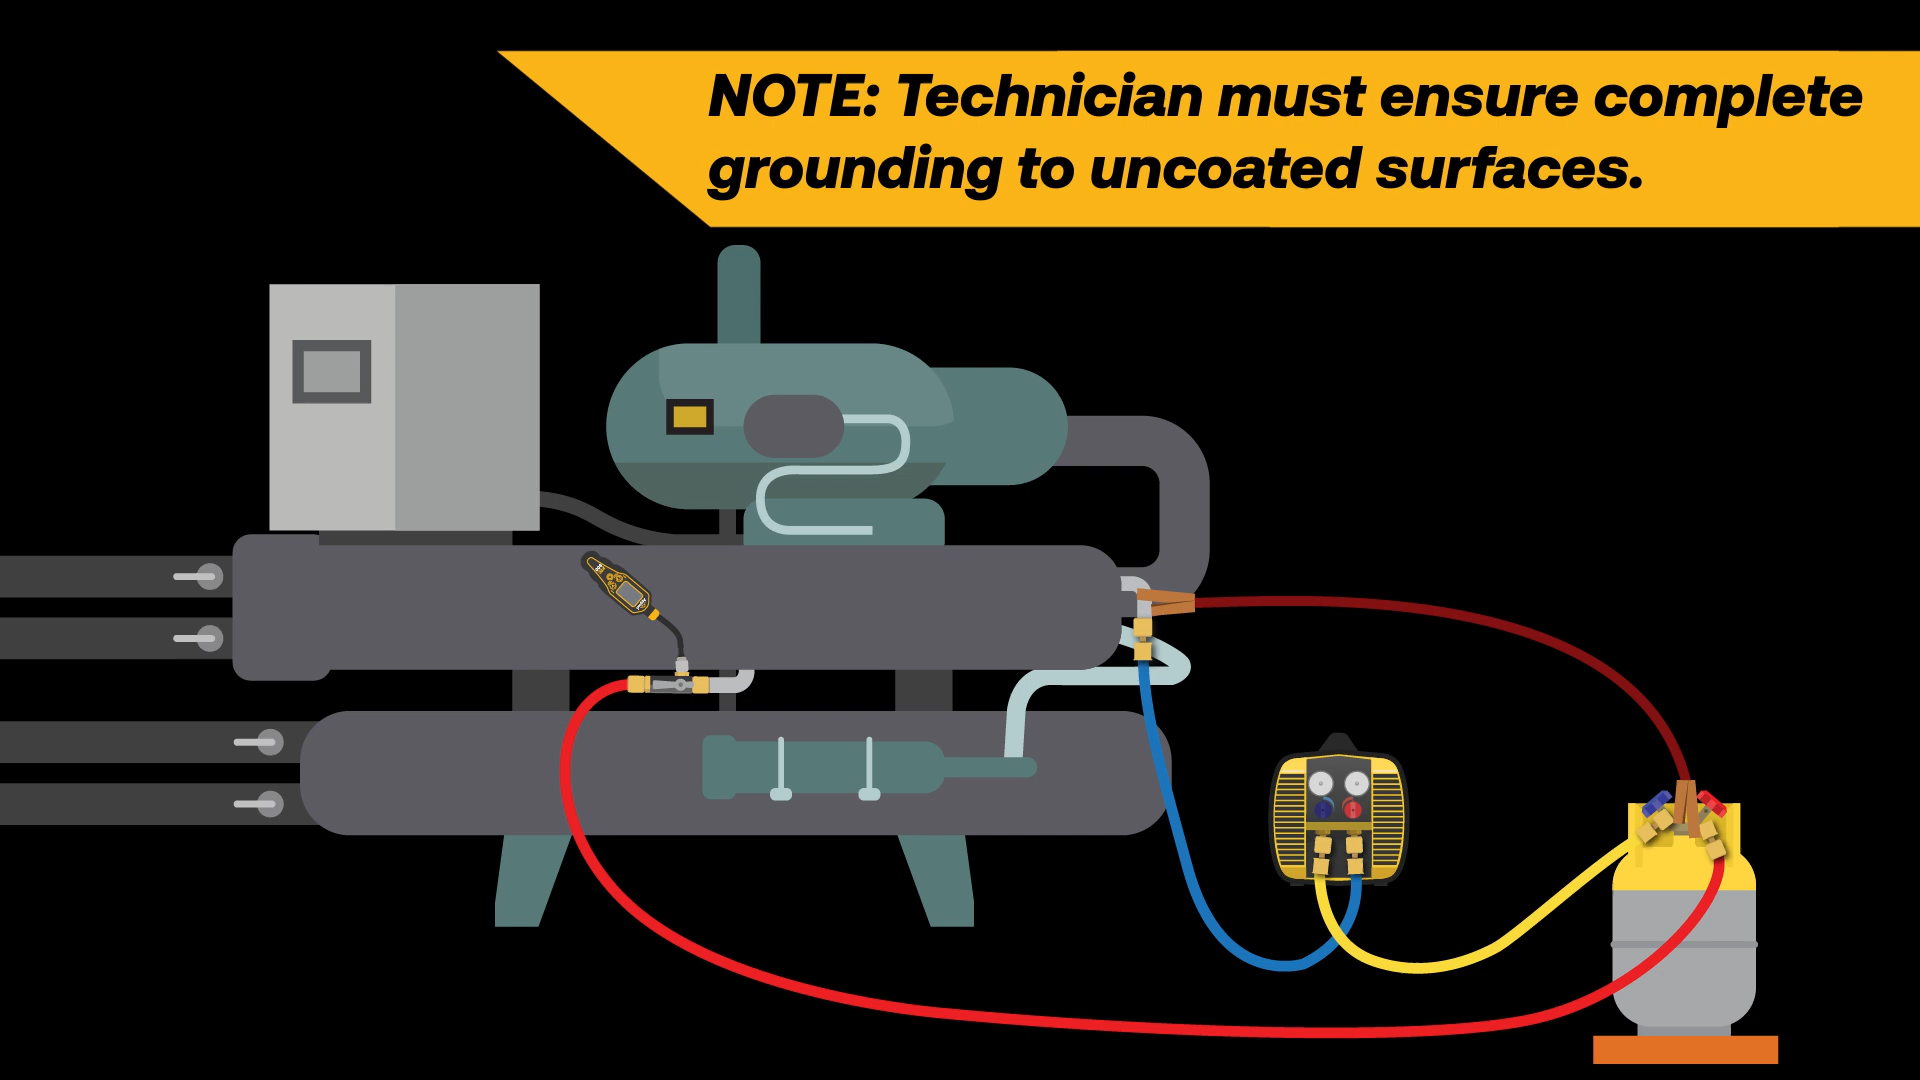 NOTE: Technician must ensure complete
grounding to uncoated surfaces.